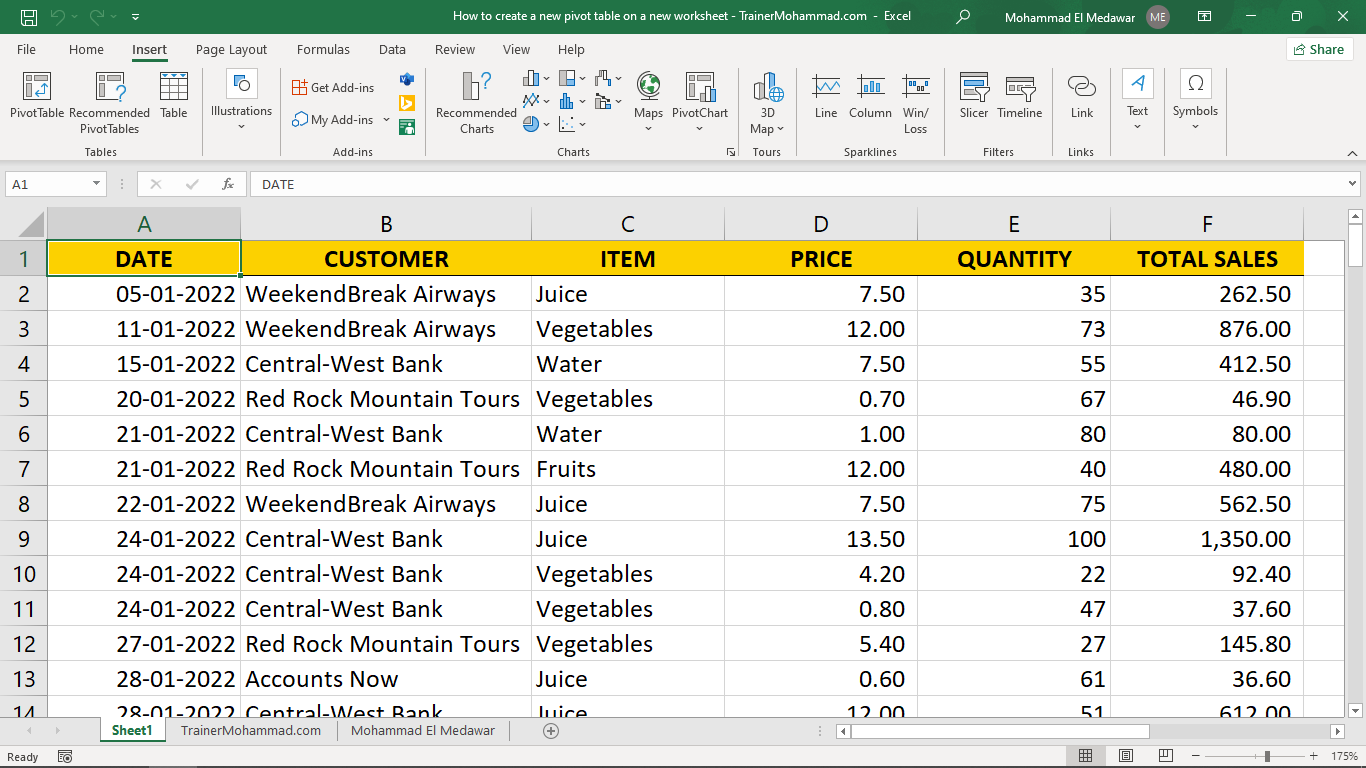 How to create a new pivot table on a new worksheet - TrainerMohammad.com - Excel
Mohammad El Medawar ME
File Home Insert Page Layout Formulas Data Review View Help Share
PivotTable
Recommended PivotTables
Table
Tables
Illustrations
Get Add-ins
My Add-ins
Add-ins
Recommended Charts
Maps
PivotChart
Charts
3D Map
Tours
Line
Column
Win/ Loss
Sparklines
Slicer
Timeline
Filters
Link
Links
Text
Symbols
A1 fx DATE
A B C D E F
1 DATE CUSTOMER ITEM PRICE QUANTITY TOTAL SALES
2 05-01-2022 WeekendBreak Airways Juice 7.50 35 262.50
3 11-01-2022 WeekendBreak Airways Vegetables 12.00 73 876.00
4 15-01-2022 Central-West Bank Water 7.50 55 412.50
5 20-01-2022 Red Rock Mountain Tours Vegetables 0.70 67 46.90
6 21-01-2022 Central-West Bank Water 1.00 80 80.00
7 21-01-2022 Red Rock Mountain Tours Fruits 12.00 40 480.00
8 22-01-2022 WeekendBreak Airways Juice 7.50 75 562.50
9 24-01-2022 Central-West Bank Juice 13.50 100 1,350.00
10 24-01-2022 Central-West Bank Vegetables 4.20 22 92.40
11 24-01-2022 Central-West Bank Vegetables 0.80 47 37.60
12 27-01-2022 Red Rock Mountain Tours Vegetables 5.40 27 145.80
13 28-01-2022 Accounts Now Juice 0.60 61 36.60
14 28-01-2022 Central-West Bank Juice 12.00 51 612.00
Sheet1 TrainerMohammad.com Mohammad El Medawar
Ready 175%